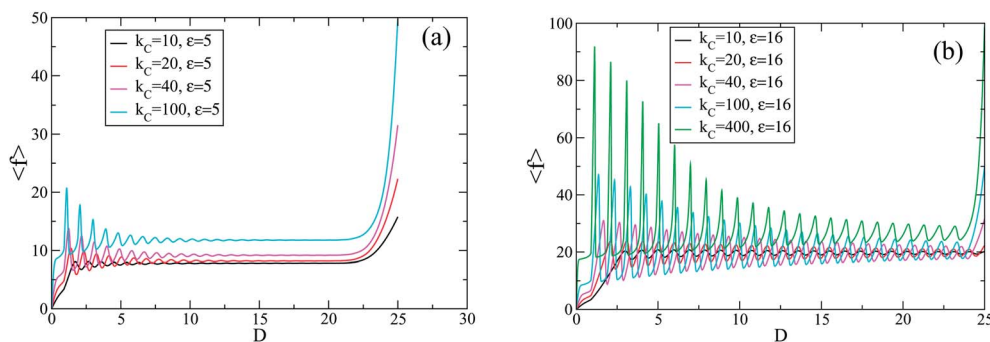 50
40
30
20
10
0
<f>
(a)
k_C=10, ε=5
k_C=20, ε=5
k_C=40, ε=5
k_C=100, ε=5
0 5 10 15 20 25 30
D
100
80
60
40
20
0
<f>
(b)
k_C=10, ε=16
k_C=20, ε=16
k_C=40, ε=16
k_C=100, ε=16
k_C=400, ε=16
0 5 10 15 20 25
D